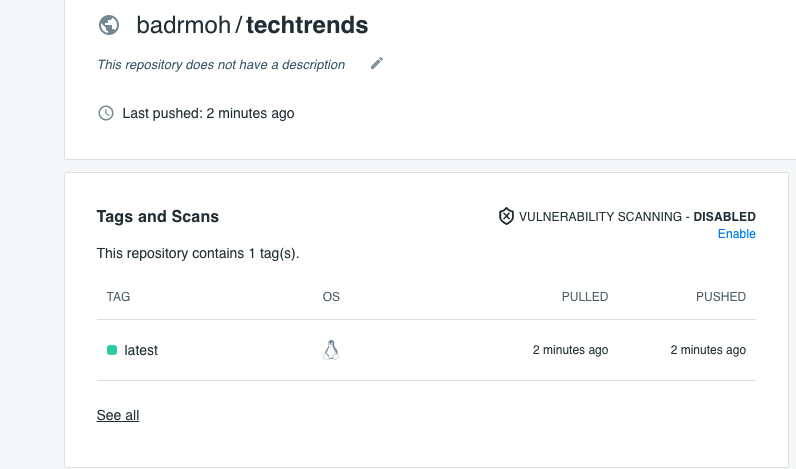 badrmoh / techtrends
This repository does not have a description
Last pushed: 2 minutes ago
Tags and Scans
VULNERABILITY SCANNING - DISABLED
Enable
This repository contains 1 tag(s).
TAG OS PULLED PUSHED
latest 2 minutes ago 2 minutes ago
See all